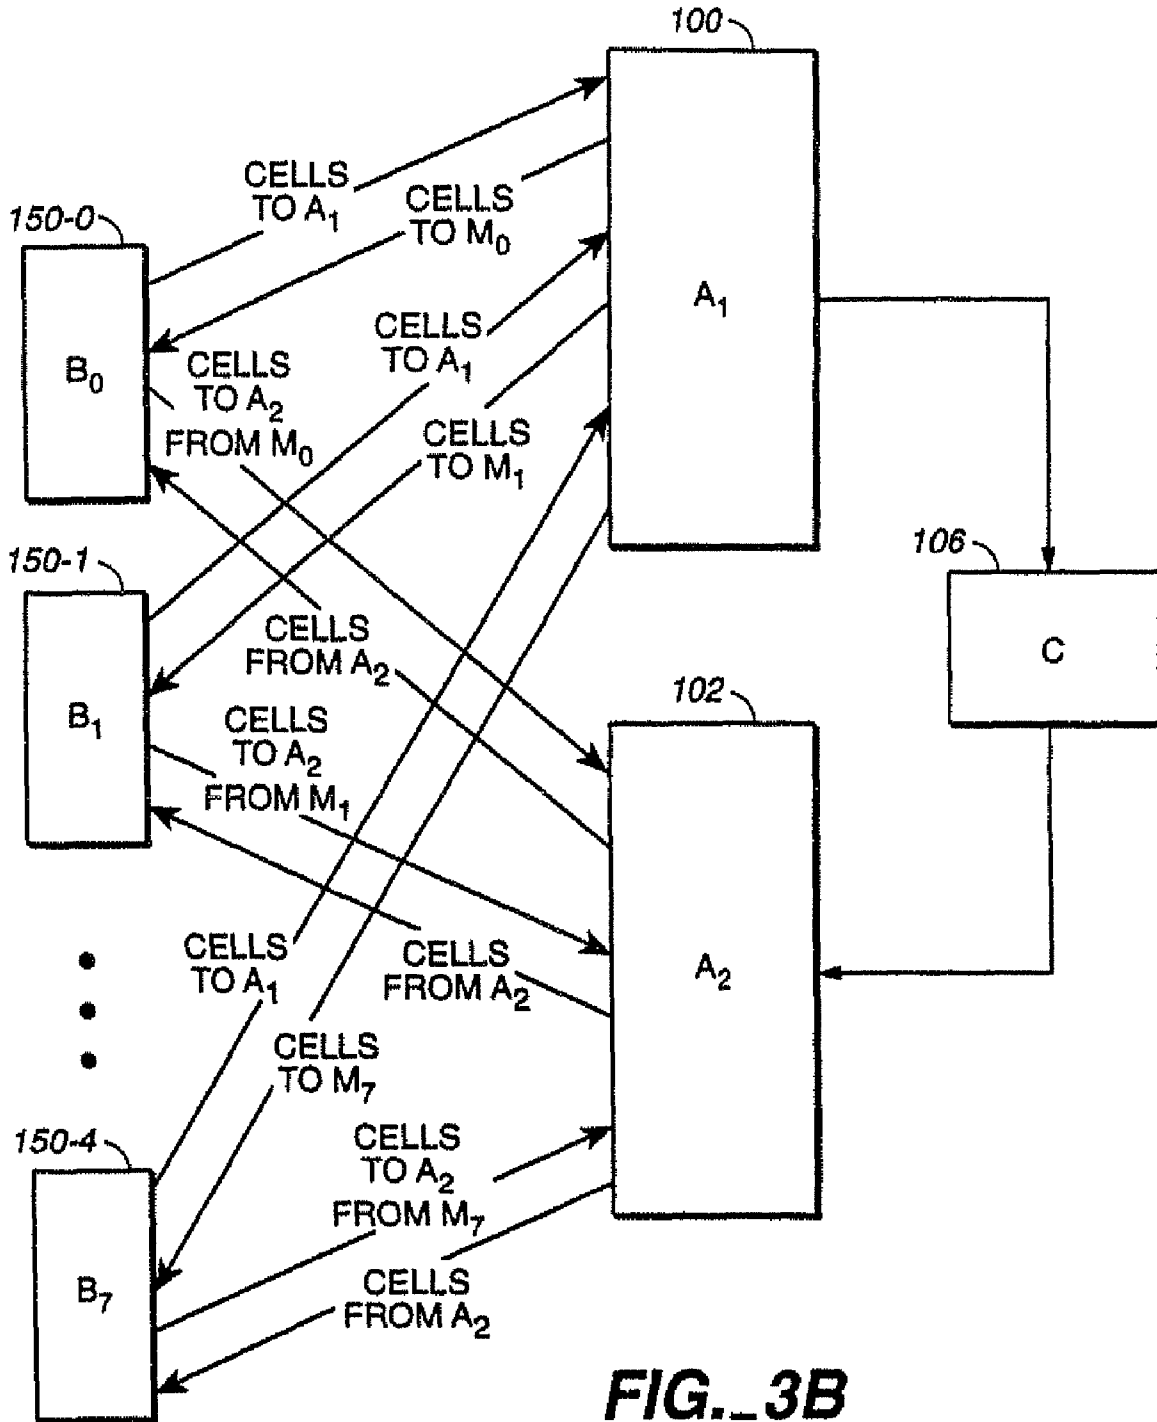 100
CELLS
TO A₁
CELLS
TO M₀
150-0
B₀
A₁
CELLS
TO A₁
CELLS
TO A₂
FROM M₀
CELLS
TO M₁
150-1
106
C
CELLS
FROM A₂
B₁
102
CELLS
TO A₂
FROM M₁
CELLS
TO A₁
CELLS
FROM A₂
A₂
CELLS
TO M₇
150-4
CELLS
TO A₂
FROM M₇
B₇
CELLS
FROM A₂
FIG._3B